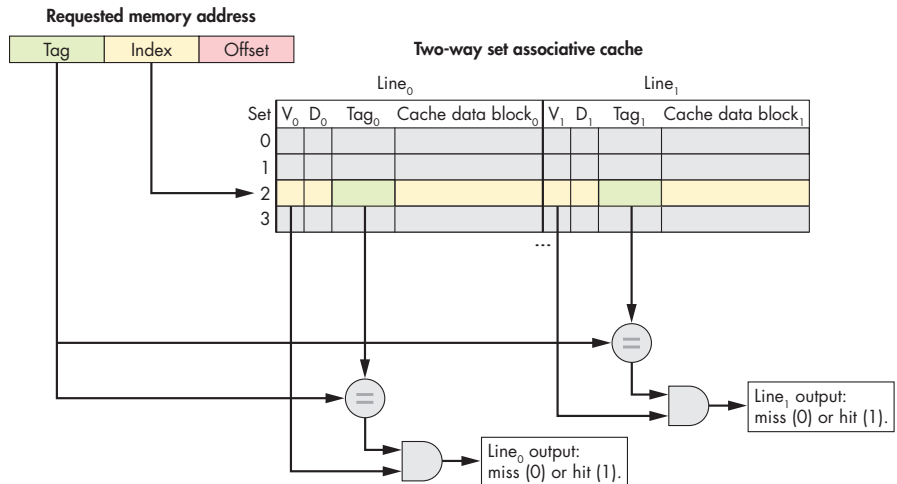 Requested memory address
Tag Index Offset
Two-way set associative cache
Line₀ Line₁
Set V₀ D₀ Tag₀ Cache data block₀ V₁ D₁ Tag₁ Cache data block₁
0
1
2
3
...
=
=
Line₁ output:
miss (0) or hit (1).
Line₀ output:
miss (0) or hit (1).